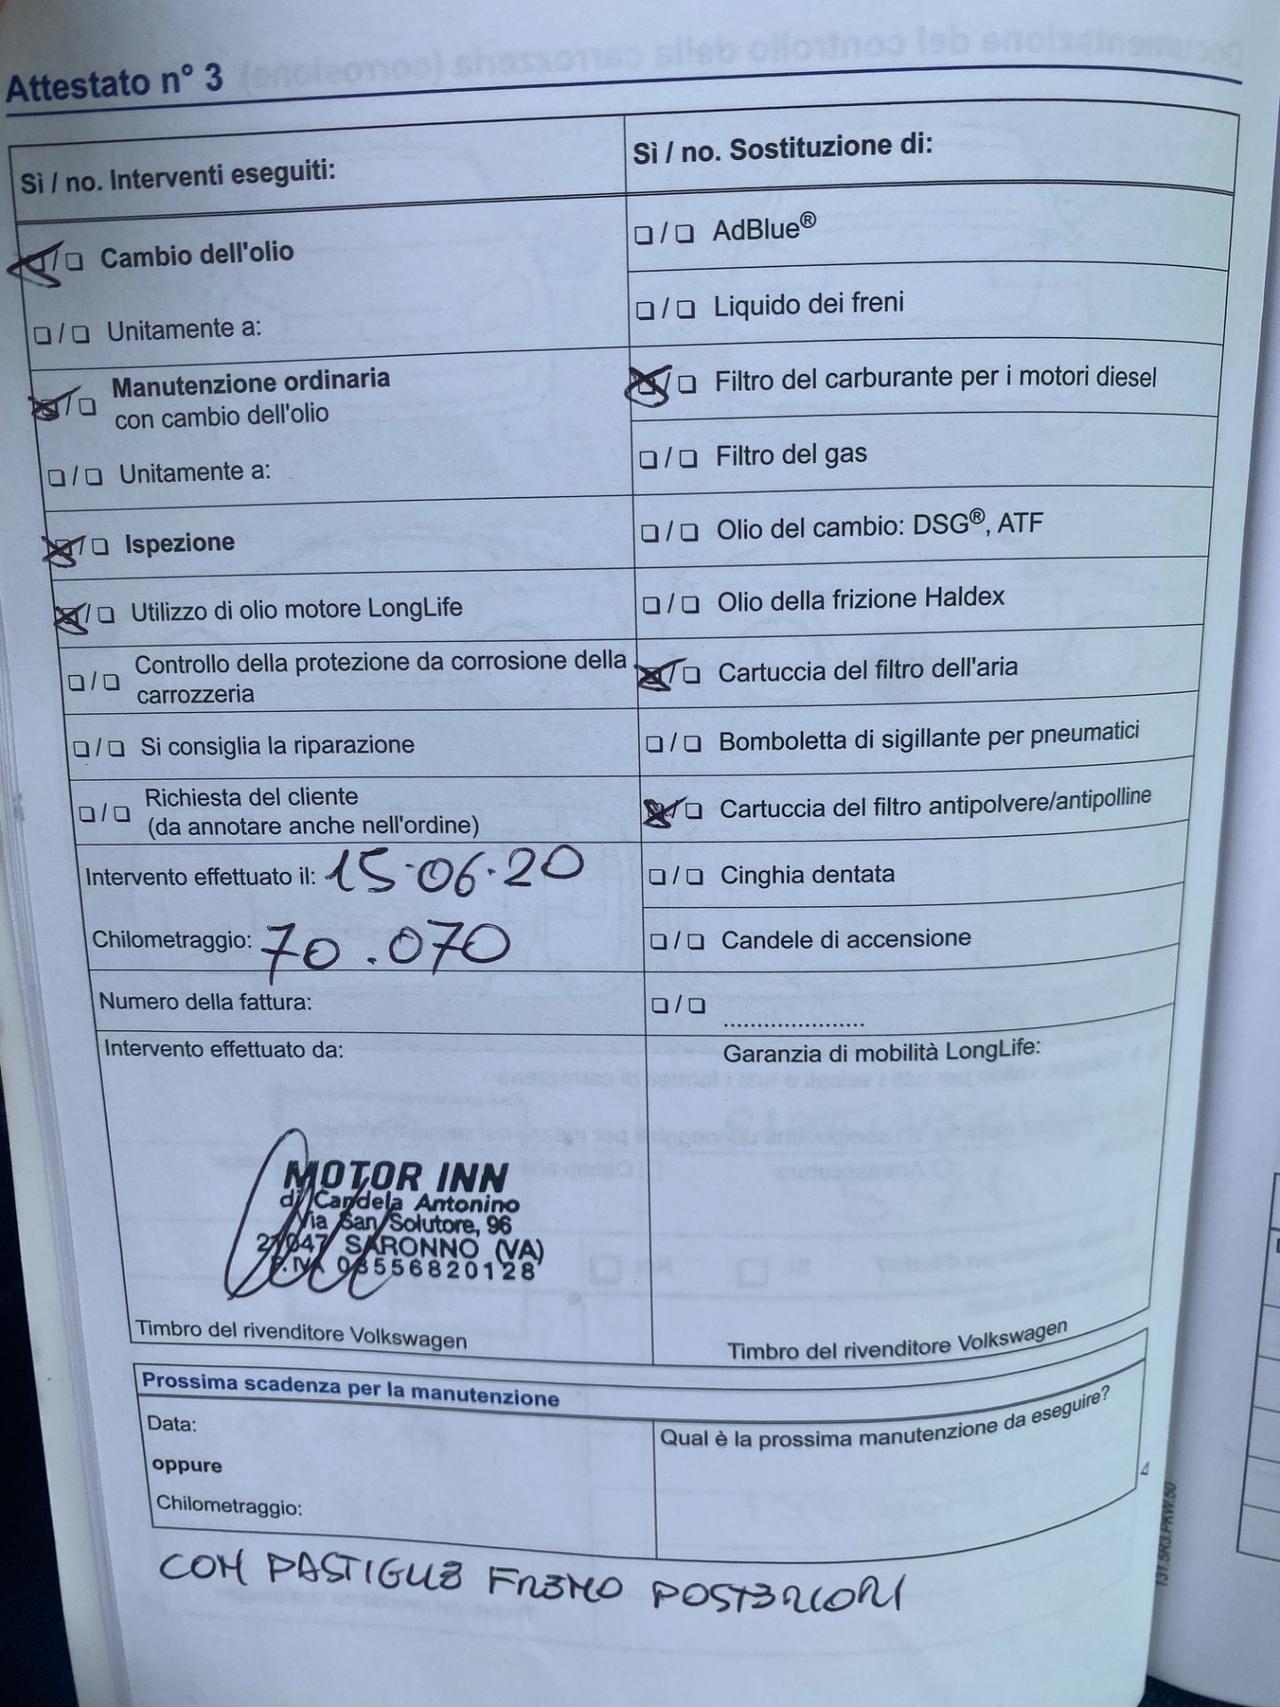 Attestato n° 3
Sì / no. Interventi eseguiti:
☒/❏ Cambio dell'olio
❏/❏ Unitamente a:
☒/❏ Manutenzione ordinaria
con cambio dell'olio
❏/❏ Unitamente a:
☒/❏ Ispezione
☒/❏ Utilizzo di olio motore LongLife
❏/❏ Controllo della protezione da corrosione della
carrozzeria
❏/❏ Si consiglia la riparazione
❏/❏ Richiesta del cliente
(da annotare anche nell'ordine)
Intervento effettuato il: 15·06·20
Chilometraggio: 70.070
Numero della fattura:
Intervento effettuato da:
MOTOR INN
di Candela Antonino
Via San Solutore, 96
21047 SARONNO (VA)
P.IVA 08556820128
Timbro del rivenditore Volkswagen
Sì / no. Sostituzione di:
❏/❏ AdBlue®
❏/❏ Liquido dei freni
☒/❏ Filtro del carburante per i motori diesel
❏/❏ Filtro del gas
❏/❏ Olio del cambio: DSG®, ATF
❏/❏ Olio della frizione Haldex
☒/❏ Cartuccia del filtro dell'aria
❏/❏ Bomboletta di sigillante per pneumatici
☒/❏ Cartuccia del filtro antipolvere/antipolline
❏/❏ Cinghia dentata
❏/❏ Candele di accensione
❏/❏ .....................
Garanzia di mobilità LongLife:
Timbro del rivenditore Volkswagen
Prossima scadenza per la manutenzione
Data:
oppure
Chilometraggio:
Qual è la prossima manutenzione da eseguire?
131.5R3.PKW.50
CON PASTIGLIE FRENO POSTERIORI